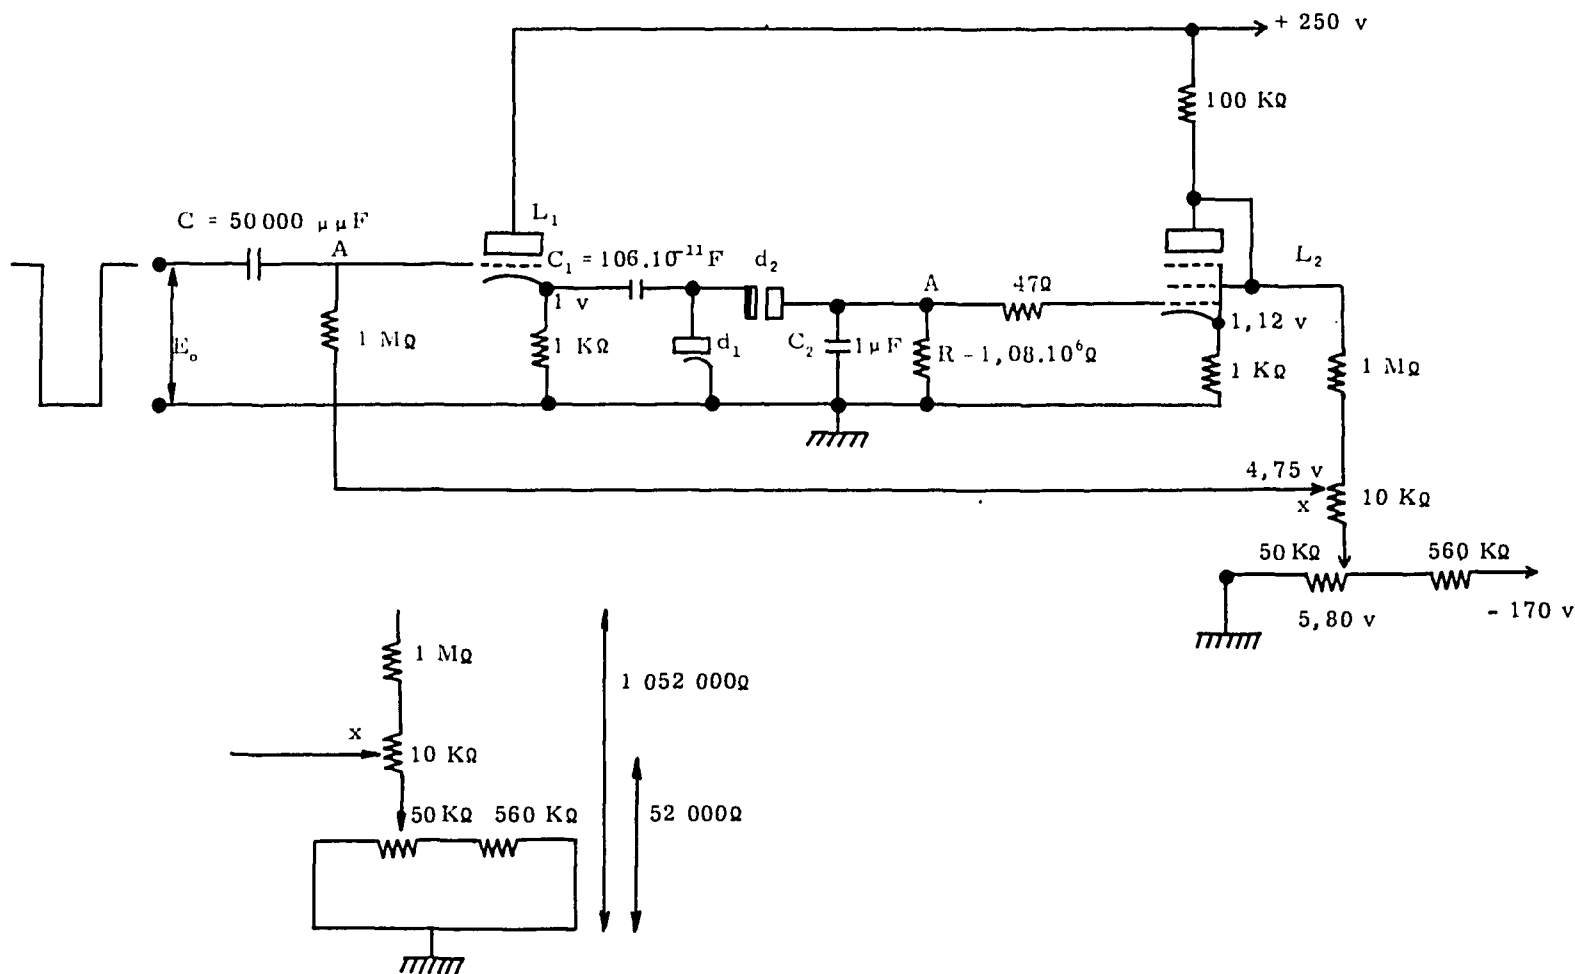 + 250 v
100 KΩ
C = 50 000 μμF
A
L₁
C₁ = 106.10⁻¹¹F
d₂
L₂
1 v
A
47Ω
1,12 v
E₀
1 MΩ
1 KΩ
d₁
C₂
1 μF
R - 1,08.10⁶Ω
1 KΩ
1 MΩ
4,75 v
x
10 KΩ
50 KΩ
560 KΩ
5,80 v
- 170 v
1 MΩ
1 052 000Ω
x
10 KΩ
50 KΩ
560 KΩ
52 000Ω